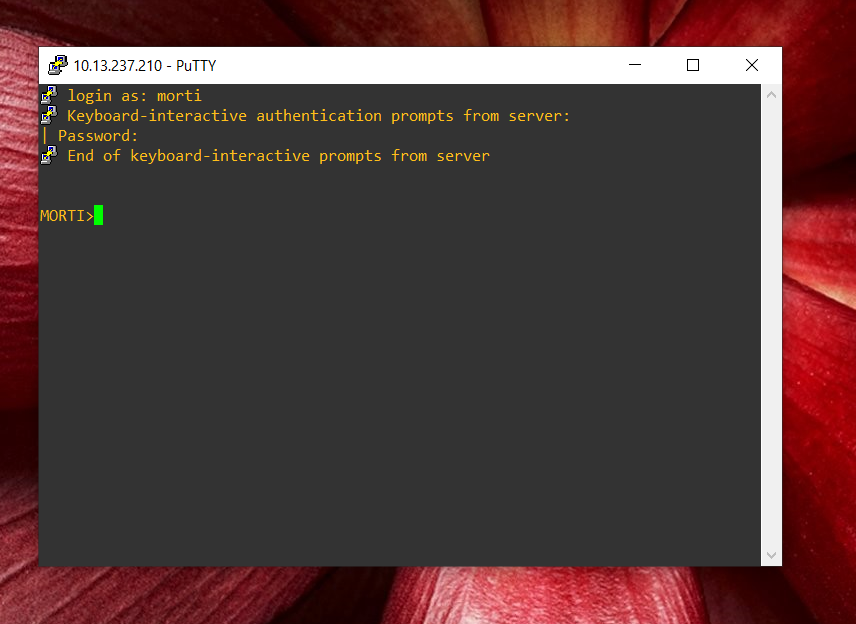 10.13.237.210 - PuTTY
login as: morti
Keyboard-interactive authentication prompts from server:
| Password:
End of keyboard-interactive prompts from server
MORTI>